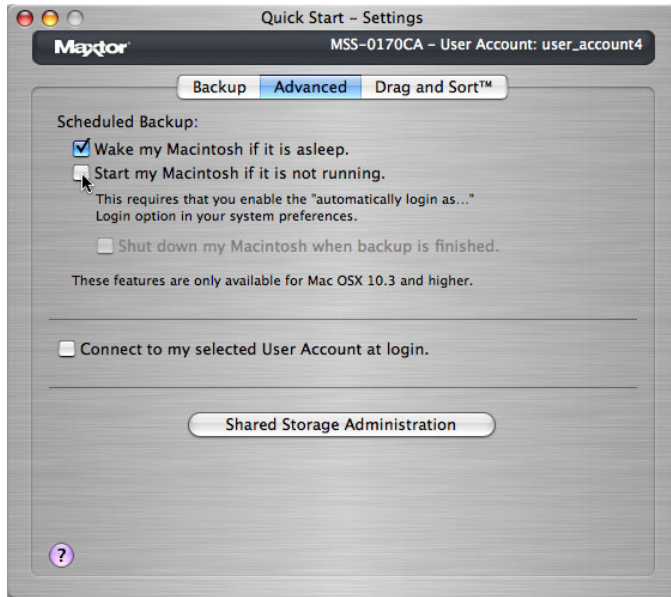 Quick Start – Settings
Maxtor MSS-0170CA – User Account: user_account4
Backup Advanced Drag and Sort™
Scheduled Backup:
Wake my Macintosh if it is asleep.
Start my Macintosh if it is not running.
This requires that you enable the "automatically login as..."
Login option in your system preferences.
Shut down my Macintosh when backup is finished.
These features are only available for Mac OSX 10.3 and higher.
Connect to my selected User Account at login.
Shared Storage Administration
?